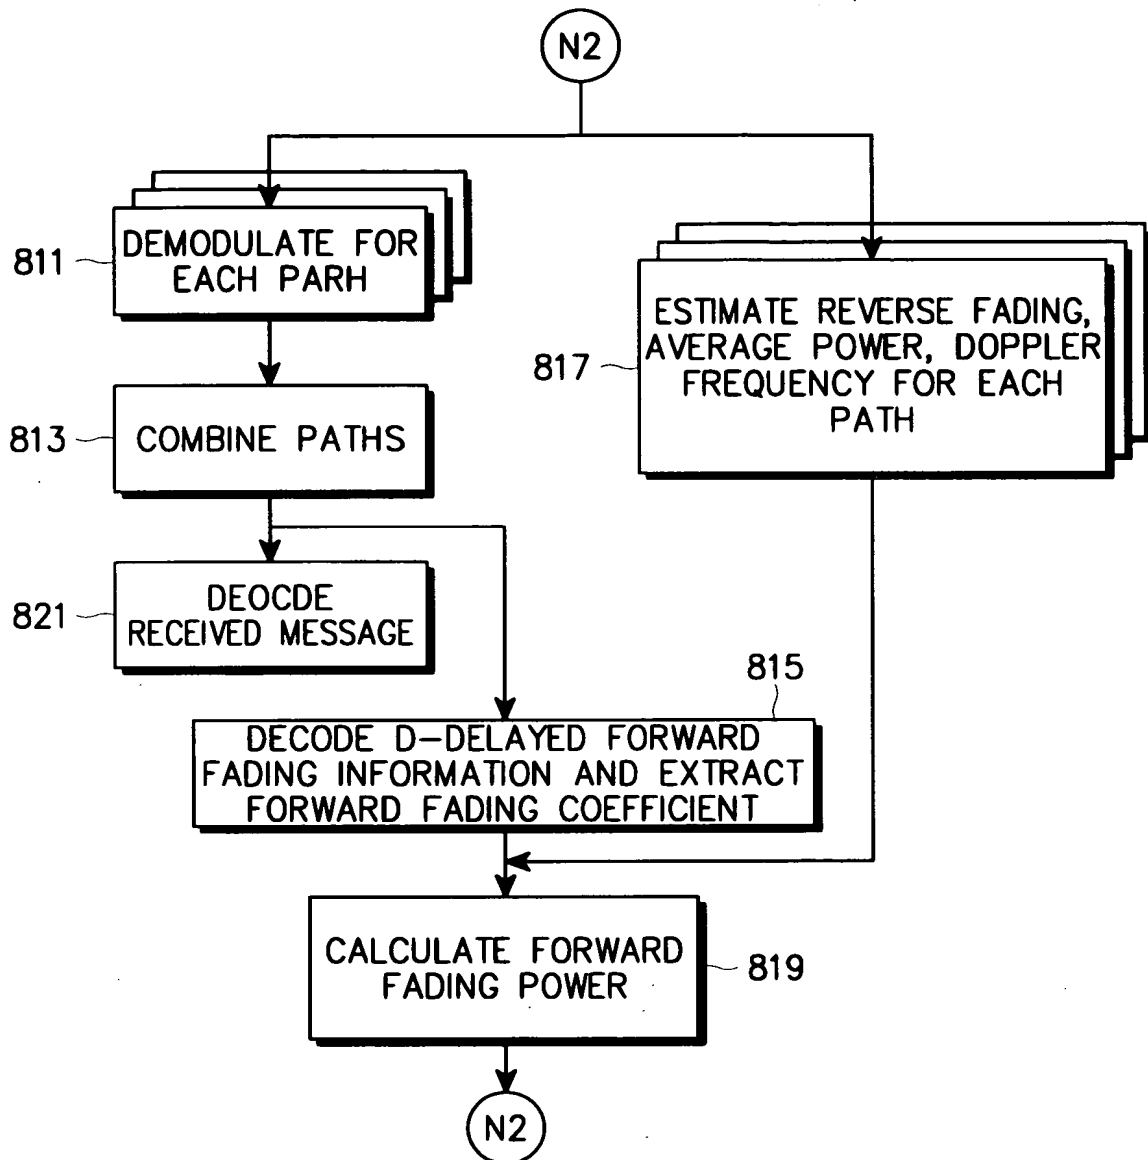 N2
811
DEMODULATE FOR
EACH PARH
817
ESTIMATE REVERSE FADING,
AVERAGE POWER, DOPPLER
FREQUENCY FOR EACH
PATH
813
COMBINE PATHS
821
DEOCDE
RECEIVED MESSAGE
815
DECODE D-DELAYED FORWARD
FADING INFORMATION AND EXTRACT
FORWARD FADING COEFFICIENT
CALCULATE FORWARD
FADING POWER
819
N2